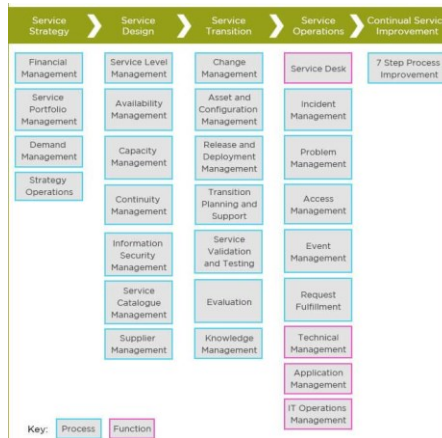 Service
Strategy
Service
Design
Service
Transition
Service
Operations
Continual Service
Improvement
Financial
Management
Service
Portfolio
Management
Demand
Management
Strategy
Operations
Service Level
Management
Availability
Management
Capacity
Management
Continuity
Management
Information
Security
Management
Service
Catalogue
Management
Supplier
Management
Change
Management
Asset and
Configuration
Management
Release and
Deployment
Management
Transition
Planning and
Support
Service
Validation
and Testing
Evaluation
Knowledge
Management
Service Desk
Incident
Management
Problem
Management
Access
Management
Event
Management
Request
Fulfillment
Technical
Management
Application
Management
IT Operations
Management
7 Step Process
Improvement
Key: Process Function